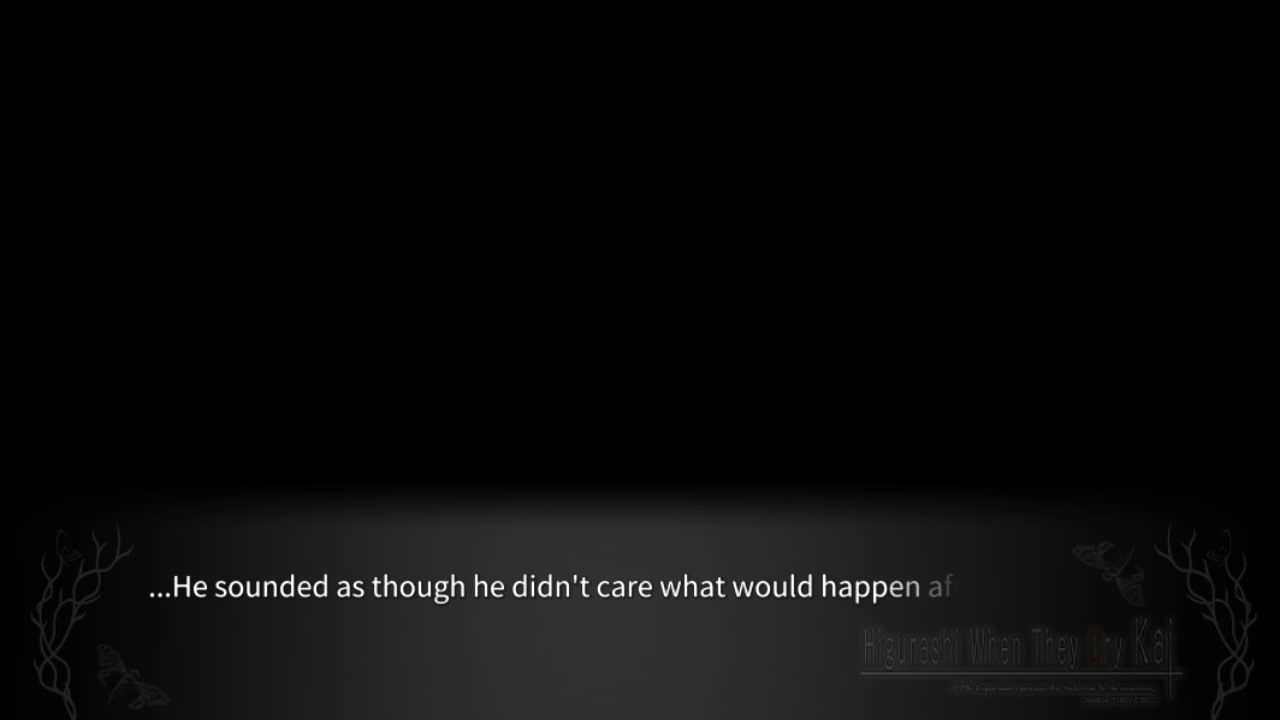 ...He sounded as though he didn't care what would happen af
Higurashi When They Cry Kai